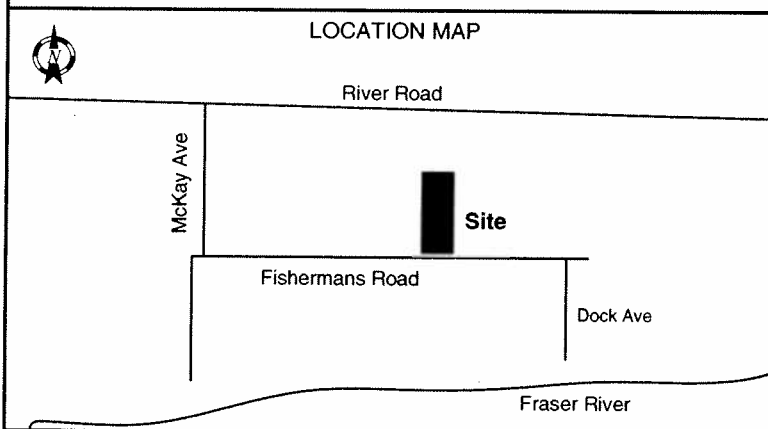 LOCATION MAP
N
River Road
McKay Ave
Site
Fishermans Road
Dock Ave
Fraser River